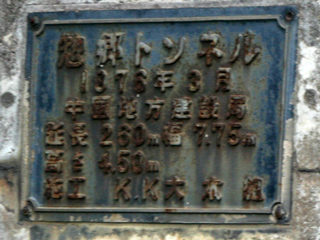 郷トンネル
1978年3月
中国地方建設局
延長 260m 幅 7.75m
高さ 4.50m
施工 K.K大本組